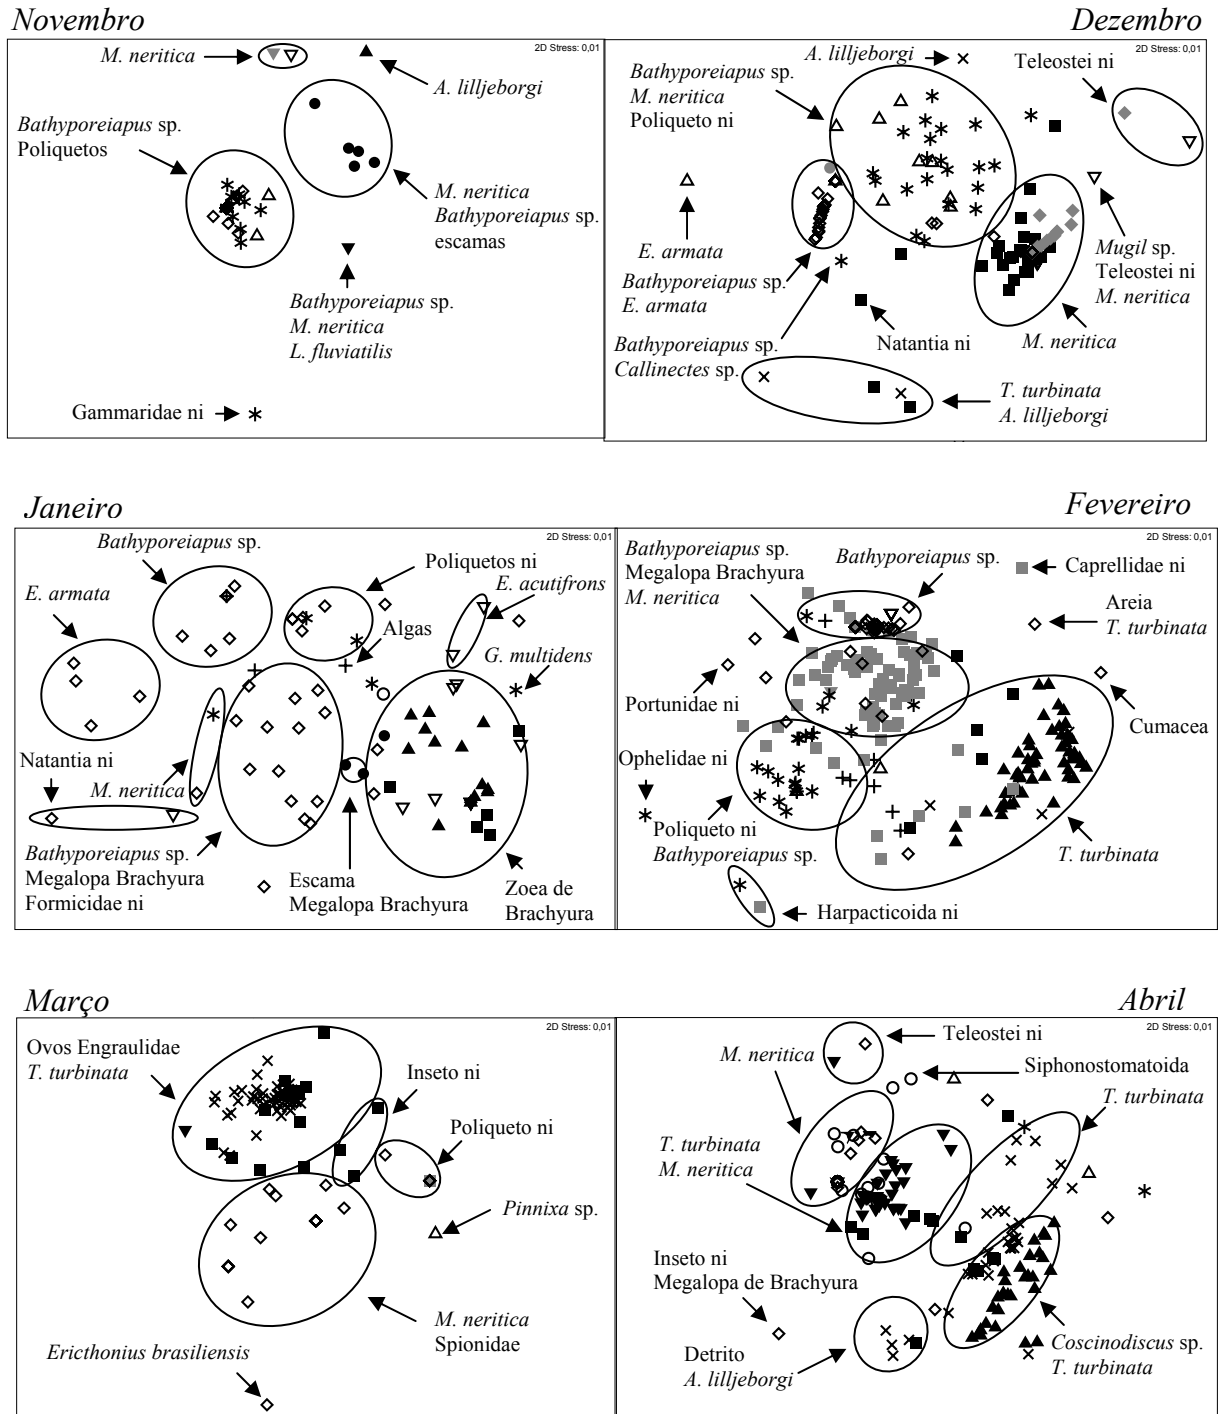 Novembro
2D Stress: 0,01
M. neritica
A. lilljeborgi
Bathyporeiapus sp.
Poliquetos
M. neritica
Bathyporeiapus sp.
escamas
Bathyporeiapus sp.
M. neritica
L. fluviatilis
Gammaridae ni
Dezembro
2D Stress: 0,01
A. lilljeborgi
Teleostei ni
Bathyporeiapus sp.
M. neritica
Poliqueto ni
E. armata
Bathyporeiapus sp.
E. armata
Mugil sp.
Teleostei ni
M. neritica
Natantia ni
M. neritica
Bathyporeiapus sp.
Callinectes sp.
T. turbinata
A. lilljeborgi
Janeiro
2D Stress: 0,01
Bathyporeiapus sp.
Poliquetos ni
E. acutifrons
E. armata
Algas
G. multidens
Natantia ni
M. neritica
Bathyporeiapus sp.
Megalopa Brachyura
Formicidae ni
Escama
Megalopa Brachyura
Zoea de
Brachyura
Fevereiro
2D Stress: 0,01
Bathyporeiapus sp.
Megalopa Brachyura
M. neritica
Bathyporeiapus sp.
Caprellidae ni
Areia
T. turbinata
Portunidae ni
Cumacea
Ophelidae ni
Poliqueto ni
Bathyporeiapus sp.
T. turbinata
Harpacticoida ni
Março
2D Stress: 0,01
Ovos Engraulidae
T. turbinata
Inseto ni
Poliqueto ni
Pinnixa sp.
M. neritica
Spionidae
Ericthonius brasiliensis
Abril
2D Stress: 0,01
Teleostei ni
M. neritica
Siphonostomatoida
T. turbinata
T. turbinata
M. neritica
Inseto ni
Megalopa de Brachyura
Detrito
A. lilljeborgi
Coscinodiscus sp.
T. turbinata